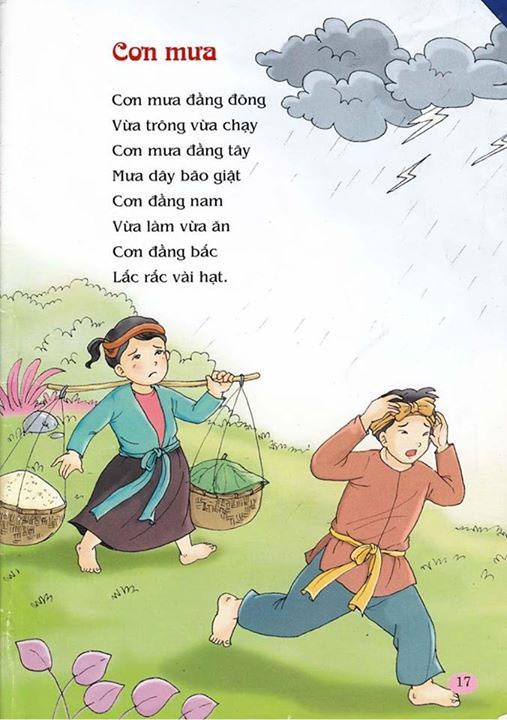 Cơn mưa
Cơn mưa đằng đông
Vừa trông vừa chạy
Cơn mưa đằng tây
Mưa dây bão giật
Cơn đằng nam
Vừa làm vừa ăn
Cơn đằng bắc
Lắc rắc vài hạt.
17